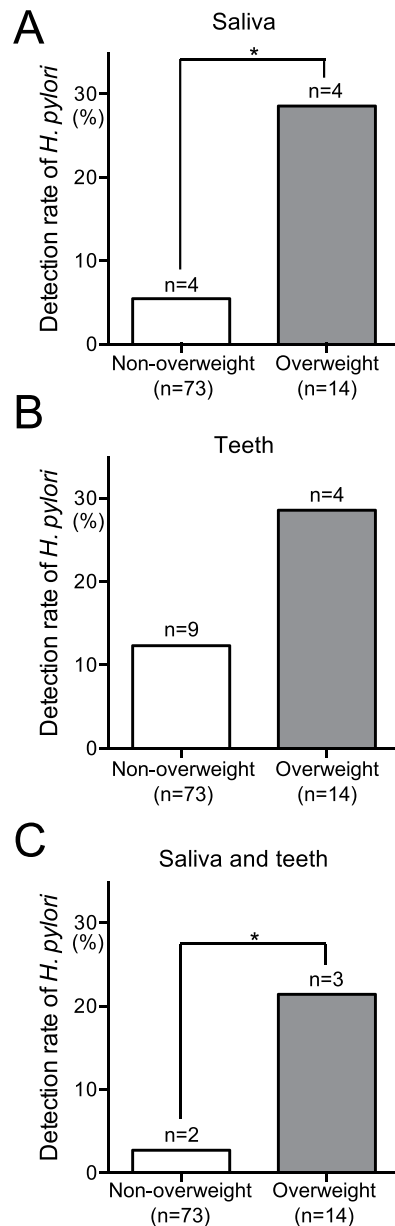 A
Saliva
*
Detection rate of H. pylori
(%)
30
20
10
0
n=4
n=4
Non-overweight
(n=73)
Overweight
(n=14)
B
Teeth
Detection rate of H. pylori
(%)
30
20
10
0
n=9
n=4
Non-overweight
(n=73)
Overweight
(n=14)
C
Saliva and teeth
*
Detection rate of H. pylori
(%)
30
20
10
0
n=2
n=3
Non-overweight
(n=73)
Overweight
(n=14)